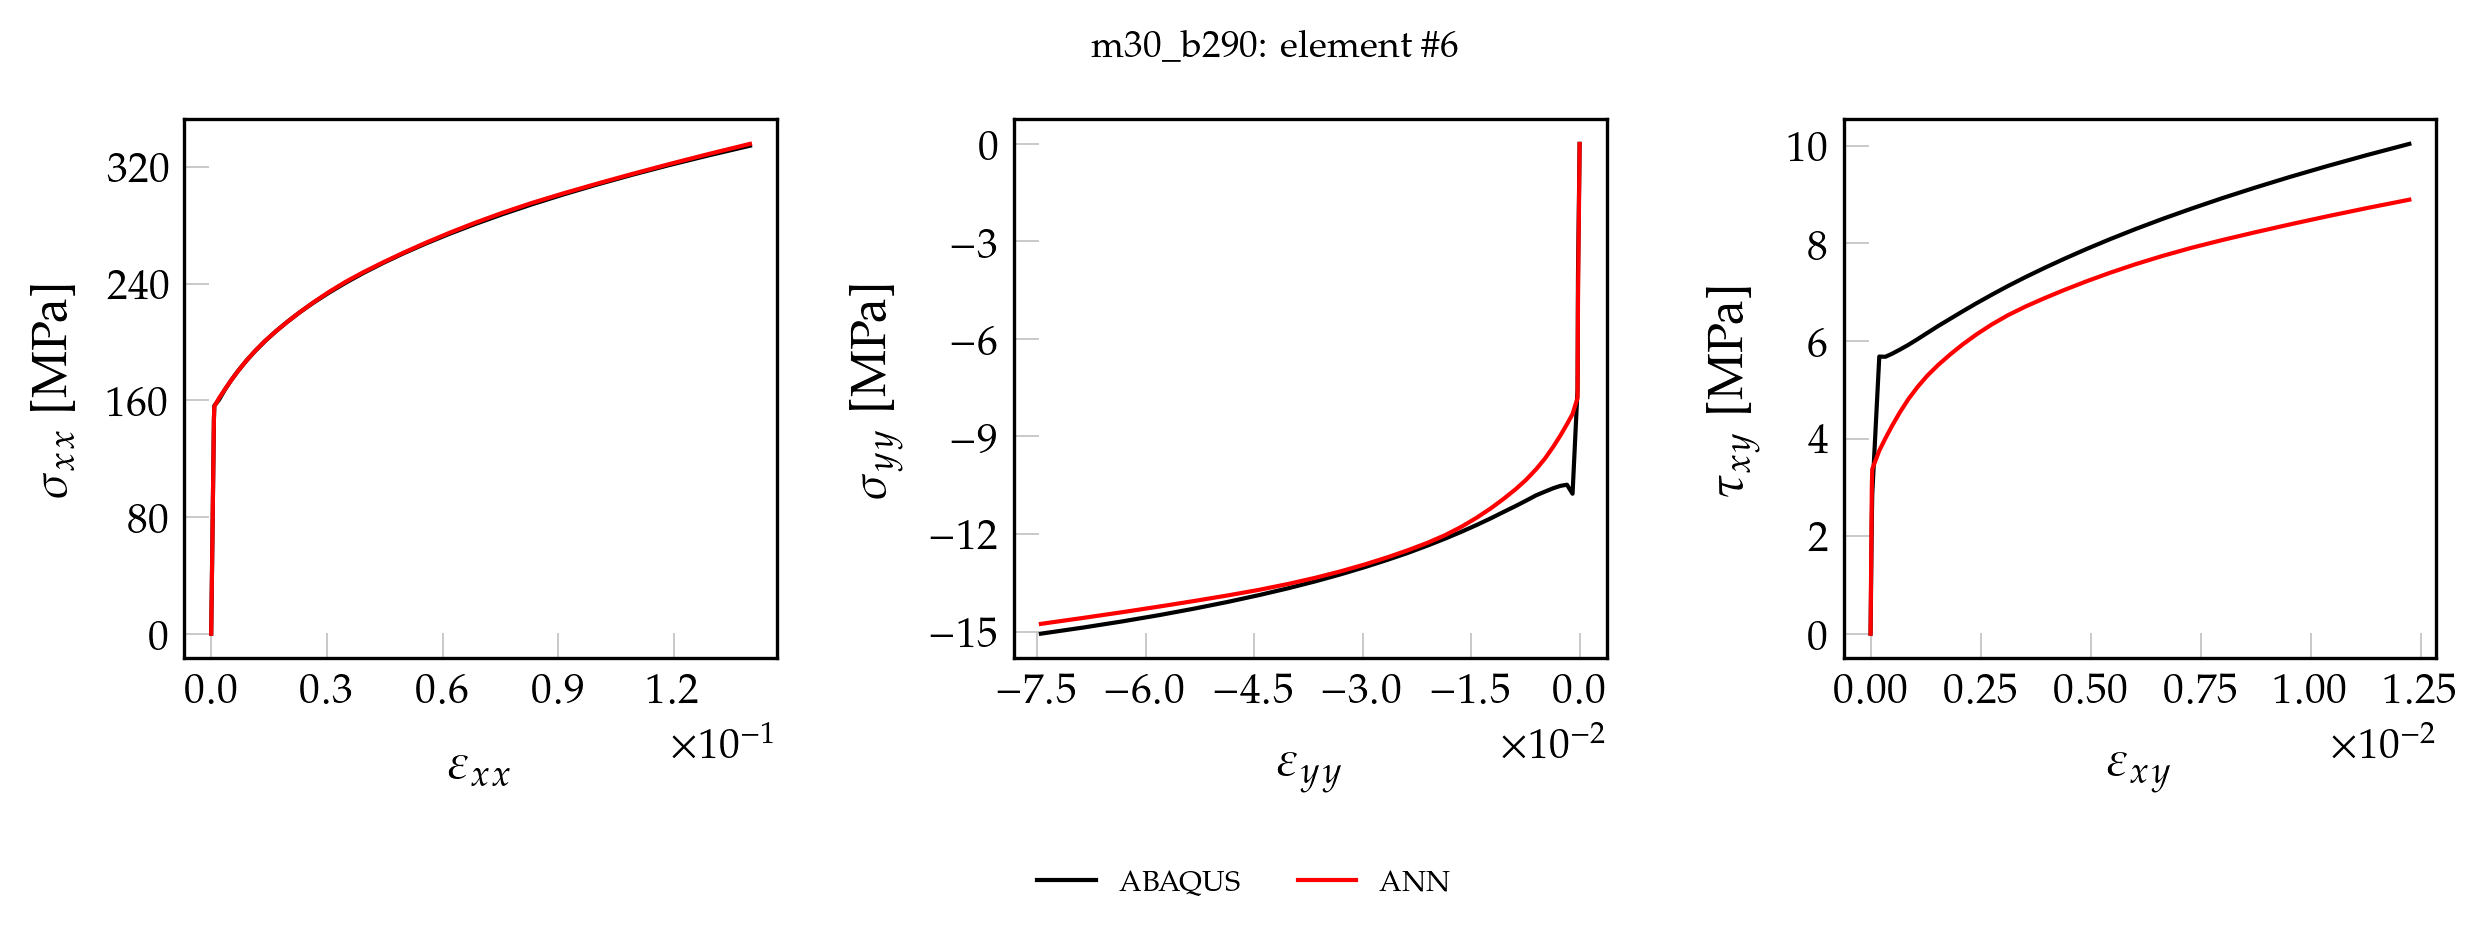 m30_b290: element #6
σxx [MPa]
320
240
160
80
0
0.0 0.3 0.6 0.9 1.2
×10⁻¹
εxx
σyy [MPa]
0
−3
−6
−9
−12
−15
−7.5 −6.0 −4.5 −3.0 −1.5 0.0
×10⁻²
εyy
τxy [MPa]
10
8
6
4
2
0
0.00 0.25 0.50 0.75 1.00 1.25
×10⁻²
εxy
ABAQUS ANN